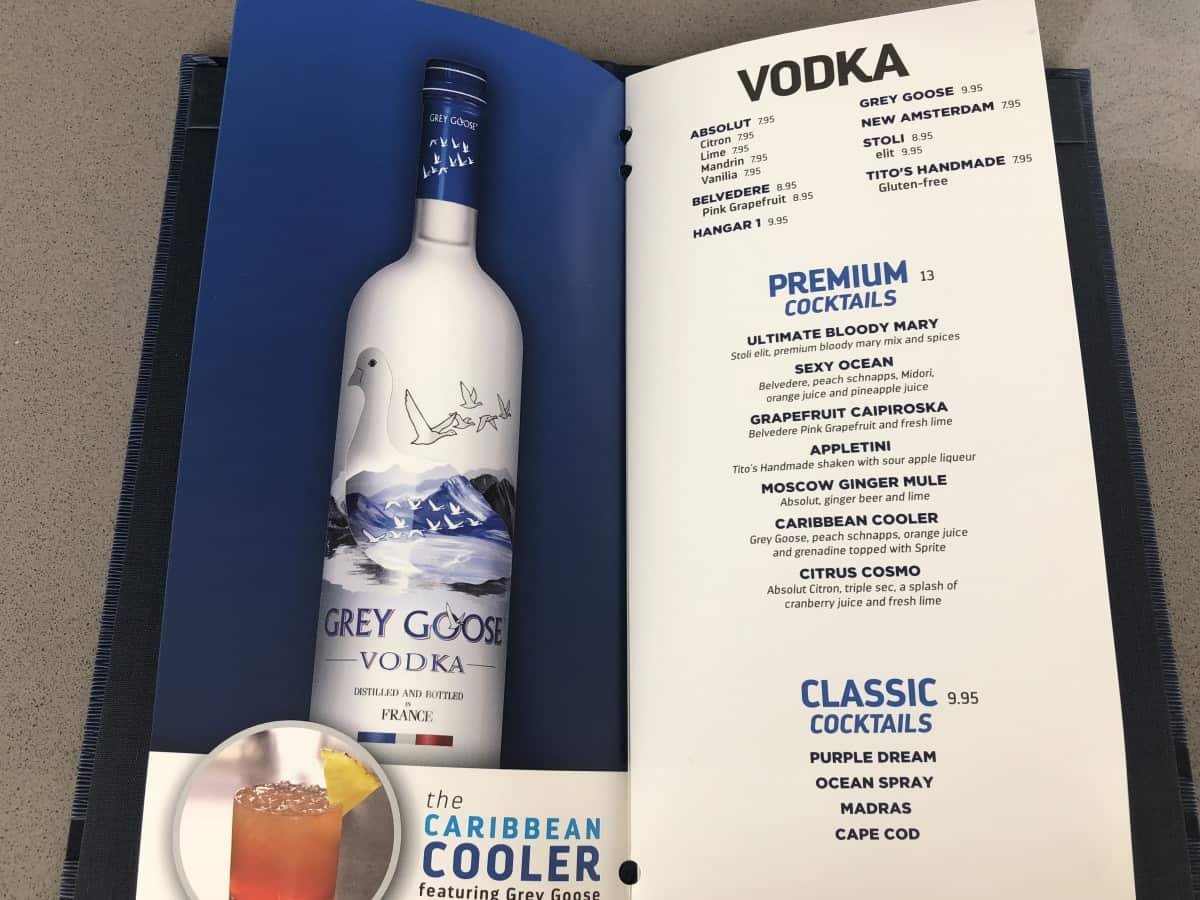 GREY GOOSE
GREY GOOSE
VODKA
DISTILLED AND BOTTLED
IN
FRANCE
the
CARIBBEAN
COOLER
featuring Grey Goose
VODKA
ABSOLUT 7.95
Citron 7.95
Lime 7.95
Mandrin 7.95
Vanilia 7.95
BELVEDERE 8.95
Pink Grapefruit 8.95
HANGAR 1 9.95
GREY GOOSE 9.95
NEW AMSTERDAM 7.95
STOLI 8.95
elit 9.95
TITO'S HANDMADE 7.95
Gluten-free
PREMIUM 13
COCKTAILS
ULTIMATE BLOODY MARY
Stoli elit, premium bloody mary mix and spices
SEXY OCEAN
Belvedere, peach schnapps, Midori,
orange juice and pineapple juice
GRAPEFRUIT CAIPIROSKA
Belvedere Pink Grapefruit and fresh lime
APPLETINI
Tito's Handmade shaken with sour apple liqueur
MOSCOW GINGER MULE
Absolut, ginger beer and lime
CARIBBEAN COOLER
Grey Goose, peach schnapps, orange juice
and grenadine topped with Sprite
CITRUS COSMO
Absolut Citron, triple sec, a splash of
cranberry juice and fresh lime
CLASSIC 9.95
COCKTAILS
PURPLE DREAM
OCEAN SPRAY
MADRAS
CAPE COD